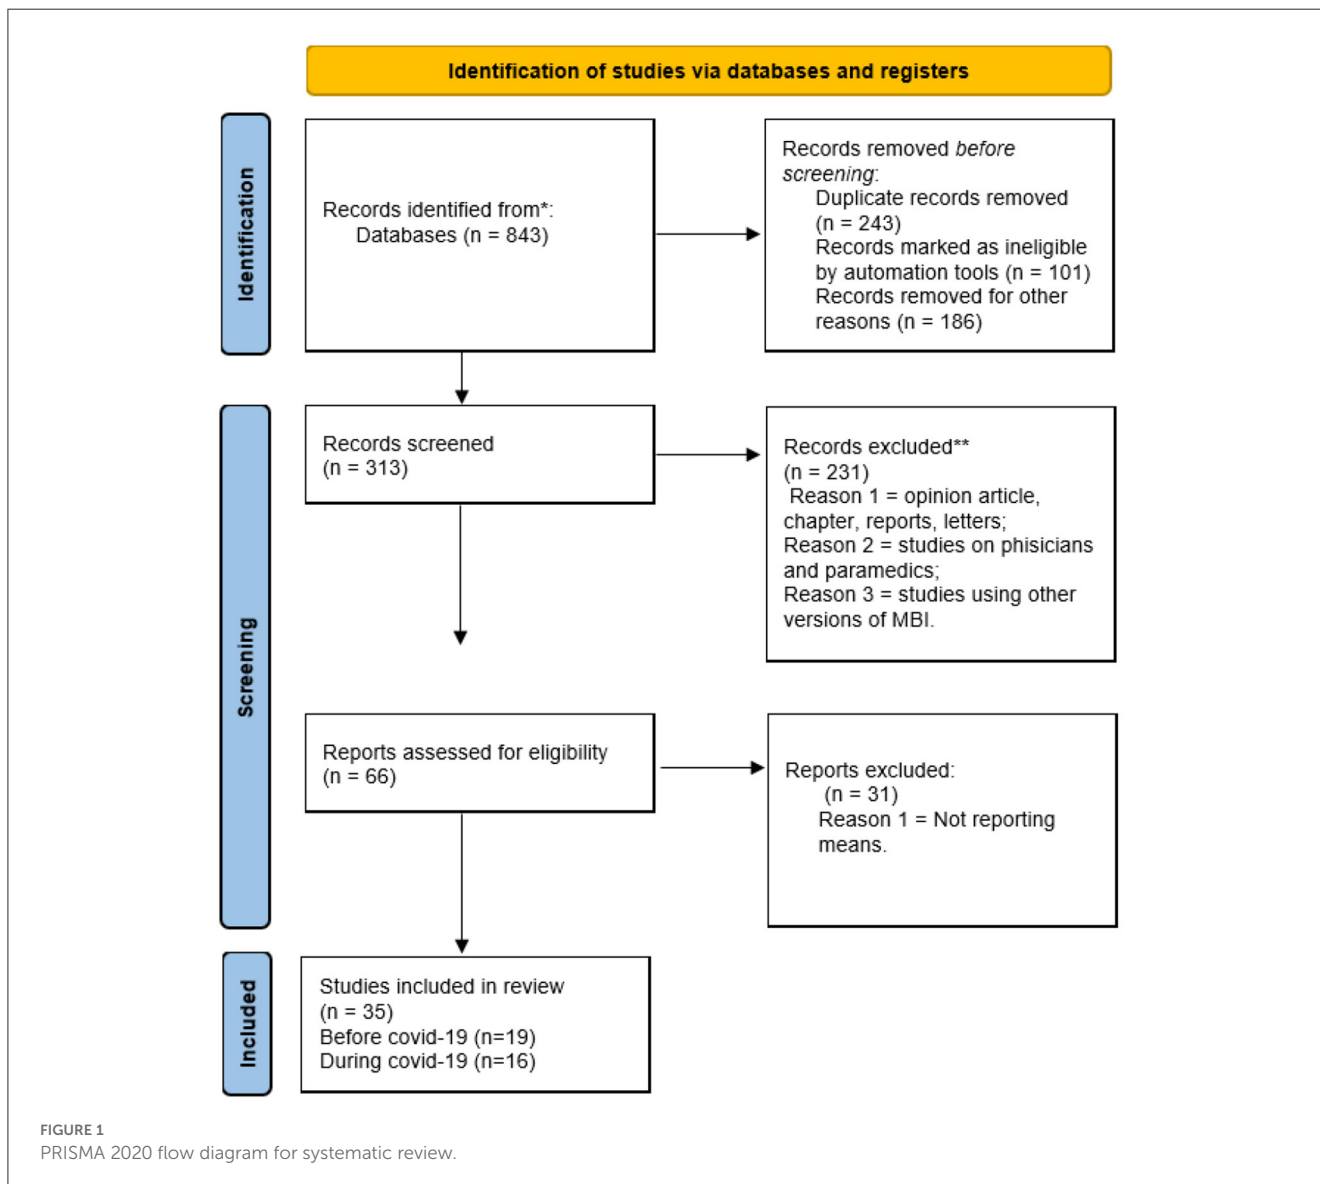 Identification of studies via databases and registers
Identification
Records identified from*:
Databases (n = 843)
Records removed before
screening:
Duplicate records removed
(n = 243)
Records marked as ineligible
by automation tools (n = 101)
Records removed for other
reasons (n = 186)
Screening
Records screened
(n = 313)
Records excluded**
(n = 231)
Reason 1 = opinion article,
chapter, reports, letters;
Reason 2 = studies on phisicians
and paramedics;
Reason 3 = studies using other
versions of MBI.
Reports assessed for eligibility
(n = 66)
Reports excluded:
(n = 31)
Reason 1 = Not reporting
means.
Included
Studies included in review
(n = 35)
Before covid-19 (n=19)
During covid-19 (n=16)
FIGURE 1
PRISMA 2020 flow diagram for systematic review.